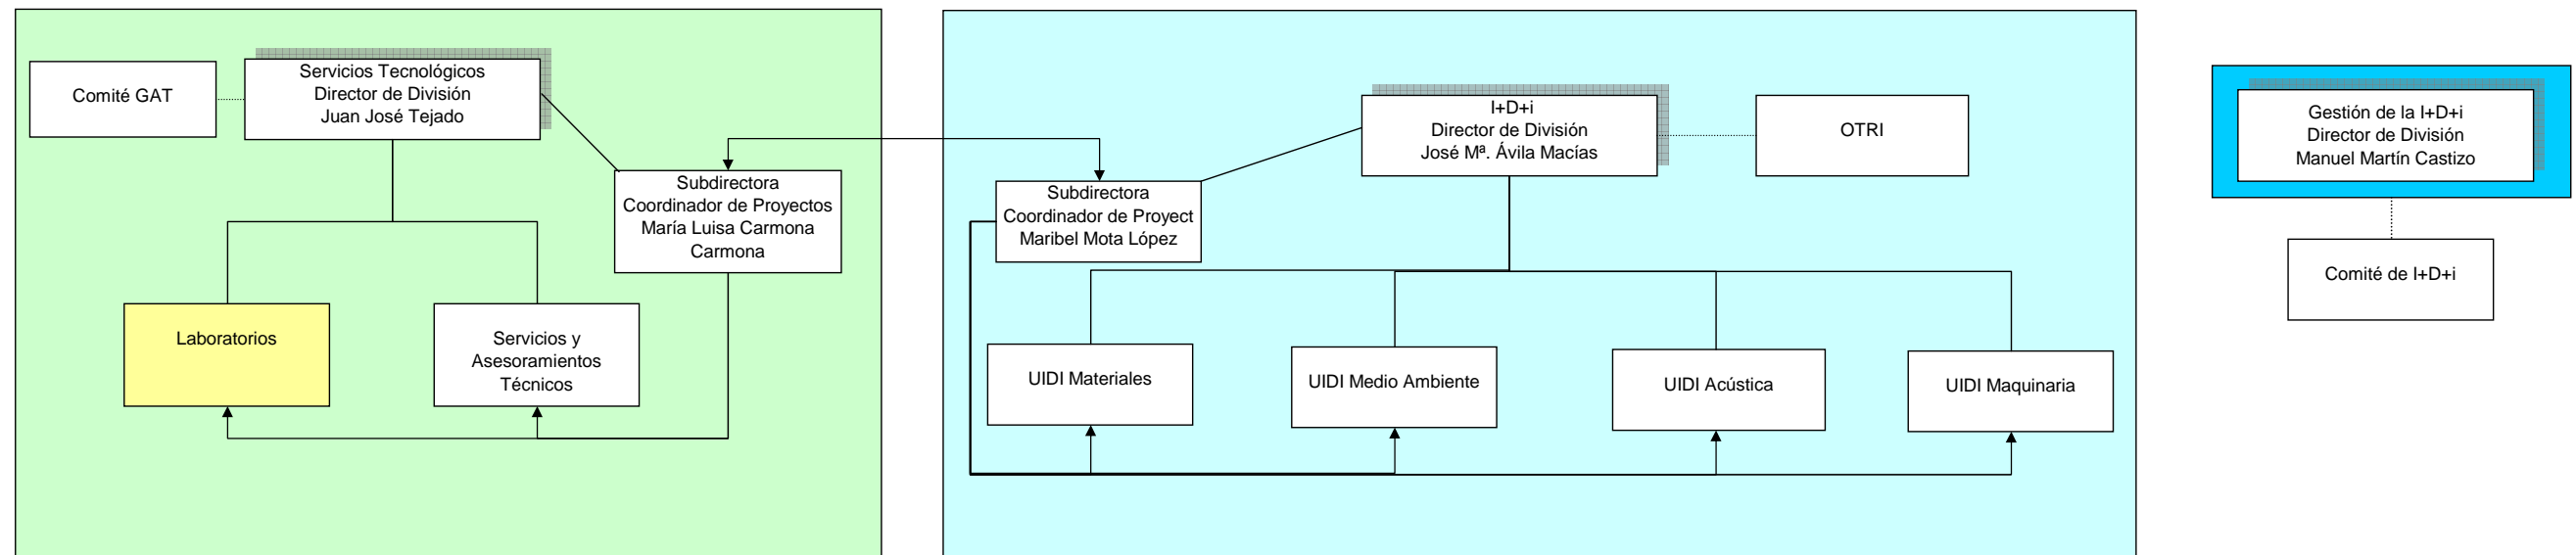 Comité GAT
Servicios Tecnológicos
Director de División
Juan José Tejado
Subdirectora
Coordinador de Proyectos
María Luisa Carmona
Carmona
Laboratorios
Servicios y
Asesoramientos
Técnicos
I+D+i
Director de División
José Mª. Ávila Macías
OTRI
Subdirectora
Coordinador de Proyect
Maribel Mota López
UIDI Materiales
UIDI Medio Ambiente
UIDI Acústica
UIDI Maquinaria
Gestión de la I+D+i
Director de División
Manuel Martín Castizo
Comité de I+D+i